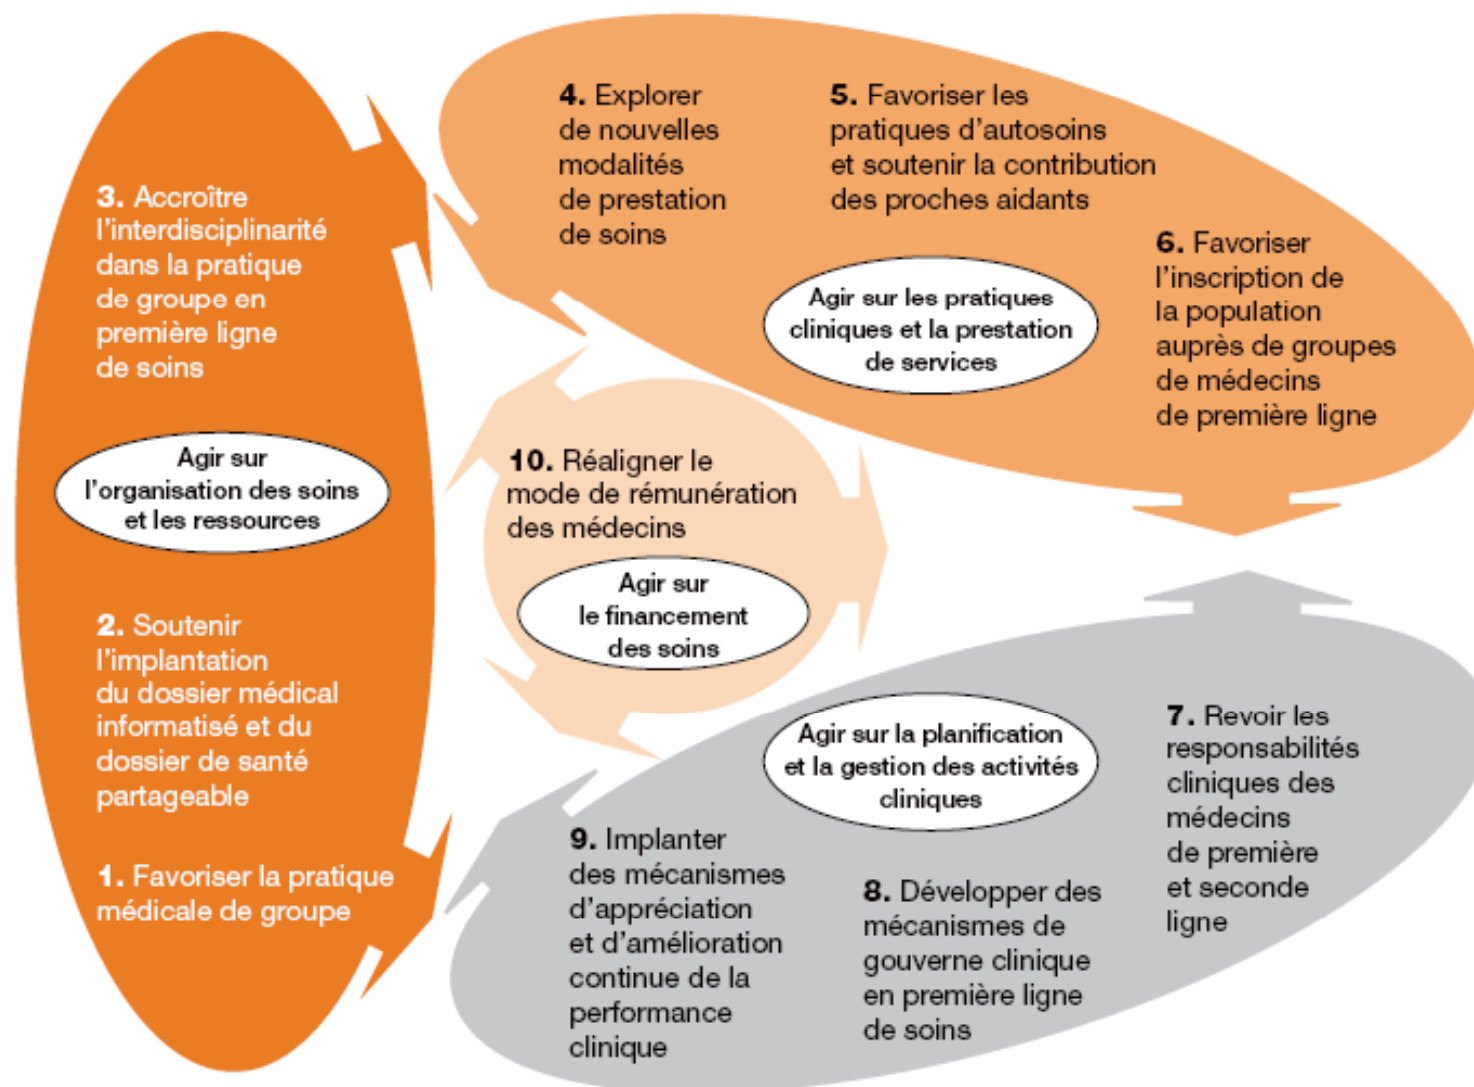 3. Accroître
l'interdisciplinarité
dans la pratique
de groupe en
première ligne
de soins
Agir sur
l'organisation des soins
et les ressources
2. Soutenir
l'implantation
du dossier médical
informatisé et du
dossier de santé
partageable
1. Favoriser la pratique
médicale de groupe
4. Explorer
de nouvelles
modalités
de prestation
de soins
5. Favoriser les
pratiques d'autosoins
et soutenir la contribution
des proches aidants
6. Favoriser
l'inscription de
la population
auprès de groupes
de médecins
de première ligne
Agir sur les pratiques
cliniques et la prestation
de services
10. Réaligner le
mode de rémunération
des médecins
Agir sur
le financement
des soins
Agir sur la planification
et la gestion des activités
cliniques
7. Revoir les
responsabilités
cliniques des
médecins
de première
et seconde
ligne
9. Implanter
des mécanismes
d'appréciation
et d'amélioration
continue de la
performance
clinique
8. Développer des
mécanismes de
gouverne clinique
en première ligne
de soins